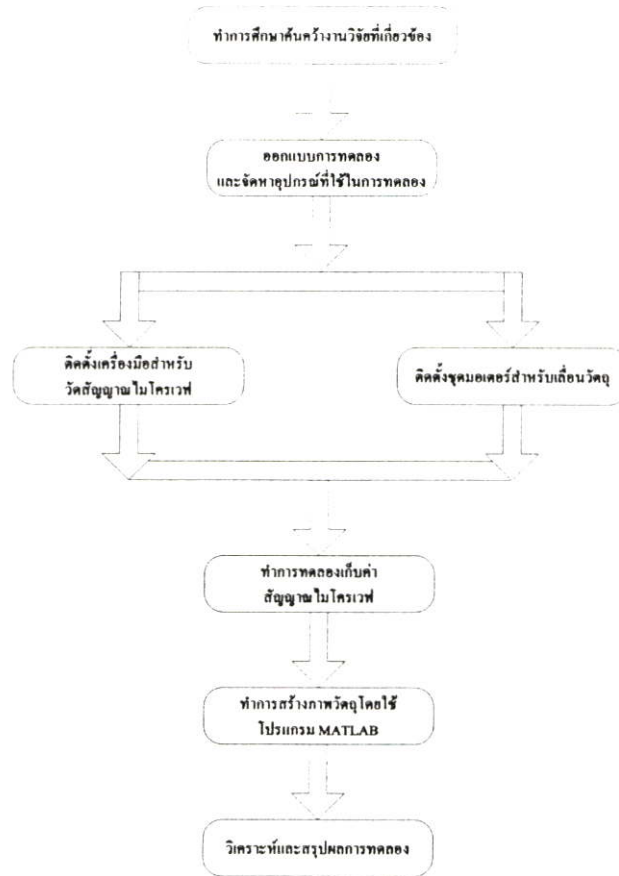 ทำการศึกษาค้นคว้างานวิจัยที่เกี่ยวข้อง
ออกแบบการทดลอง
และจัดหาอุปกรณ์ที่ใช้ในการทดลอง
ติดตั้งเครื่องมือสำหรับ
วัดสัญญาณไมโครเวฟ
ติดตั้งชุดมอเตอร์สำหรับเลื่อนวัตถุ
ทำการทดลองเก็บค่า
สัญญาณไมโครเวฟ
ทำการสร้างภาพวัตถุโดยใช้
โปรแกรม MATLAB
วิเคราะห์และสรุปผลการทดลอง